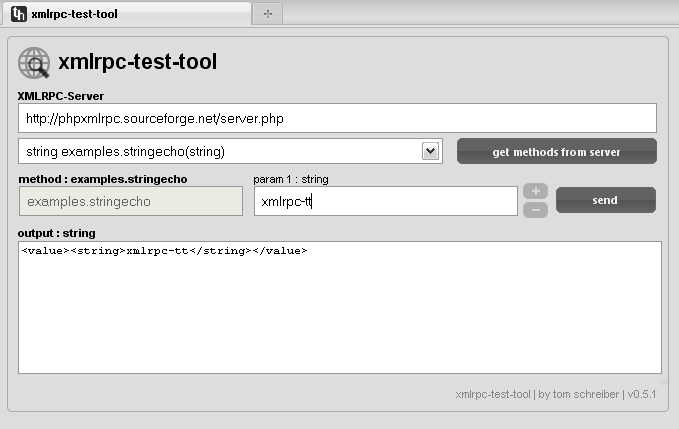 th xmlrpc-test-tool
xmlrpc-test-tool
XMLRPC-Server
http://phpxmlrpc.sourceforge.net/server.php
string examples.stringecho(string)
get methods from server
method : examples.stringecho
param 1 : string
examples.stringecho
xmlrpc-tt
+
−
send
output : string
<value><string>xmlrpc-tt</string></value>
xmlrpc-test-tool | by tom schreiber | v0.5.1